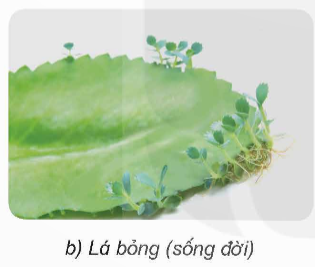 b) Lá bỏng (sống đời)